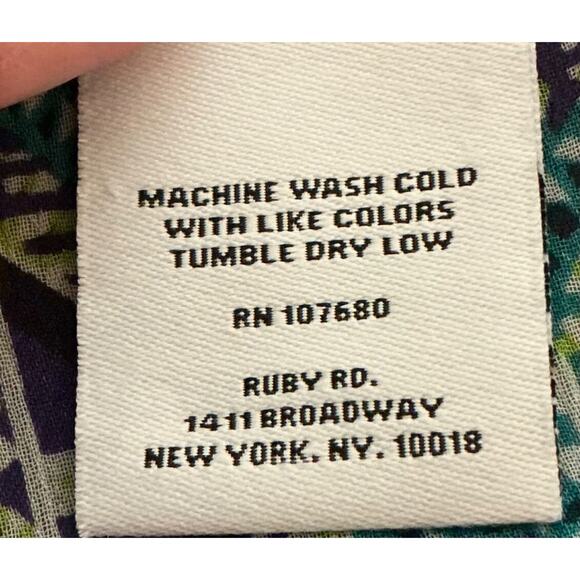 MACHINE WASH COLD
WITH LIKE COLORS
TUMBLE DRY LOW
RN 107680
RUBY RD.
1411 BROADWAY
NEW YORK, NY. 10018